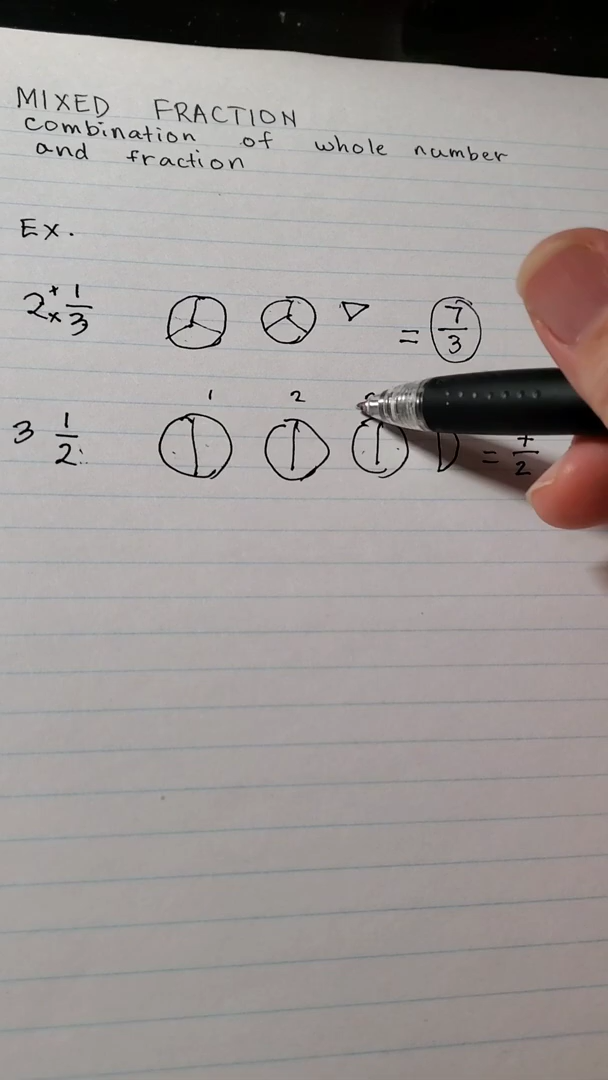 MIXED FRACTION
combination of whole number
and fraction
Ex.
2 + x 1/3 = 7/3
1 2
3 1/2 = 7/2